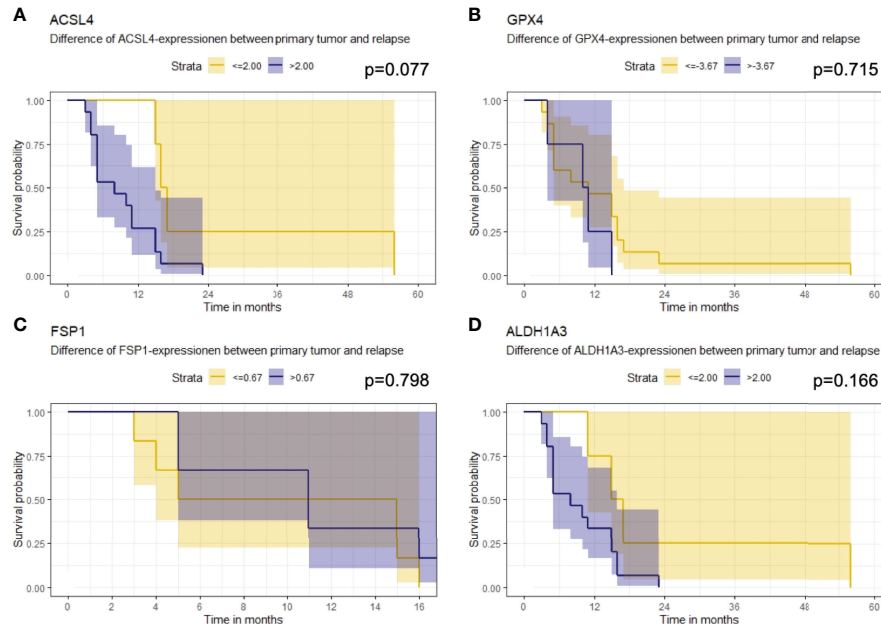 A
ACSL4
Difference of ACSL4-expressionen between primary tumor and relapse
Strata <=2.00 >2.00
p=0.077
Survival probability
1.00
0.75
0.50
0.25
0.00
0 12 24 36 48 60
Time in months
B
GPX4
Difference of GPX4-expressionen between primary tumor and relapse
Strata <=-3.67 >-3.67
p=0.715
Survival probability
1.00
0.75
0.50
0.25
0.00
0 12 24 36 48 60
Time in months
C
FSP1
Difference of FSP1-expressionen between primary tumor and relapse
Strata <=0.67 >0.67
p=0.798
Survival probability
1.00
0.75
0.50
0.25
0.00
0 2 4 6 8 10 11 14 16
Time in months
D
ALDH1A3
Difference of ALDH1A3-expressionen between primary tumor and relapse
Strata <=2.00 >2.00
p=0.166
Survival probability
1.00
0.75
0.50
0.25
0.00
0 12 24 36 48 60
Time in months